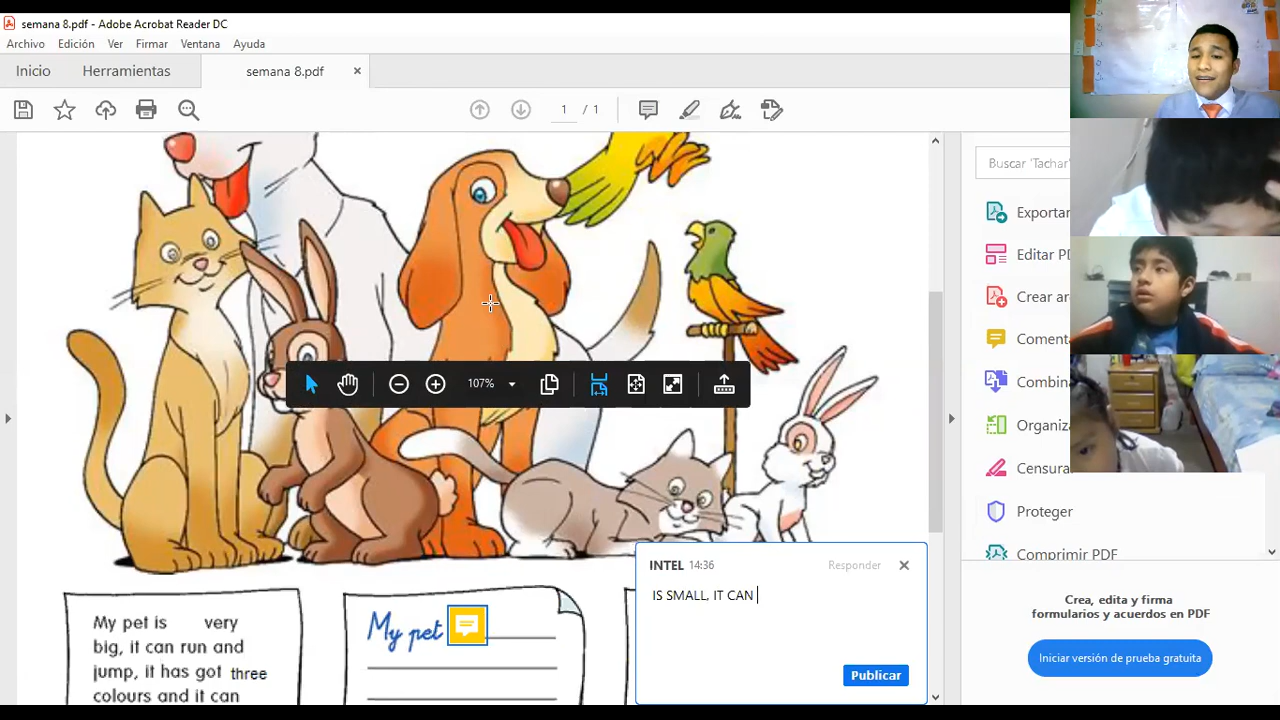 semana 8.pdf - Adobe Acrobat Reader DC
Archivo Edición Ver Firmar Ventana Ayuda
Inicio Herramientas semana 8.pdf ×
1 / 1
Buscar 'Tachar'
Exportar
Editar PD
Crear ar
Comenta
Combina
Organiza
Censura
Proteger
Comprimir PDF
107%
INTEL 14:36 Responder
IS SMALL, IT CAN
Publicar
My pet is very
big, it can run and
jump, it has got three
colours and it can
My pet
Crea, edita y firma
formularios y acuerdos en
PDF
Iniciar versión de prueba gratuita